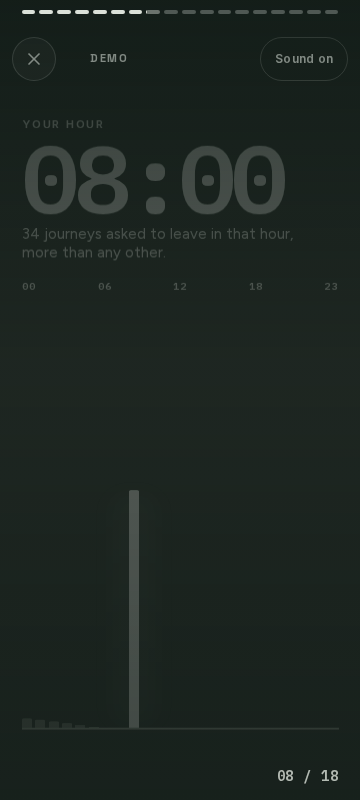 DEMO
Sound on
YOUR HOUR
08:00
34 journeys asked to leave in that hour,
more than any other.
00 06 12 18 23
08 / 18